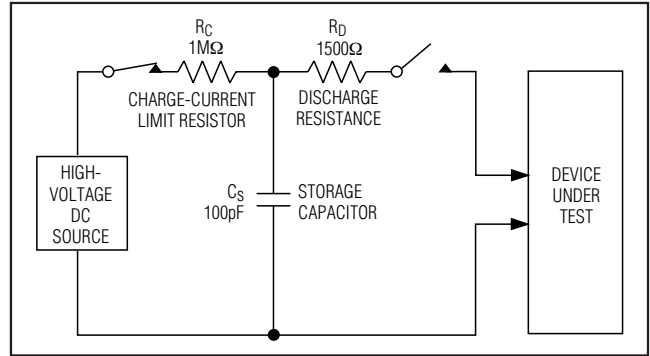 RC
1MΩ
CHARGE-CURRENT
LIMIT RESISTOR
RD
1500Ω
DISCHARGE
RESISTANCE
HIGH-
VOLTAGE
DC
SOURCE
CS
100pF
STORAGE
CAPACITOR
DEVICE
UNDER
TEST